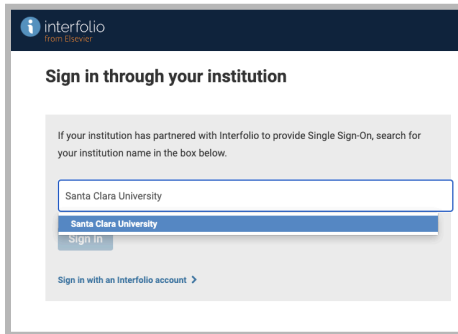 interfolio
from Elsevier
Sign in through your institution
If your institution has partnered with Interfolio to provide Single Sign-On, search for
your institution name in the box below.
Santa Clara University
Santa Clara University
Sign In
Sign in with an Interfolio account